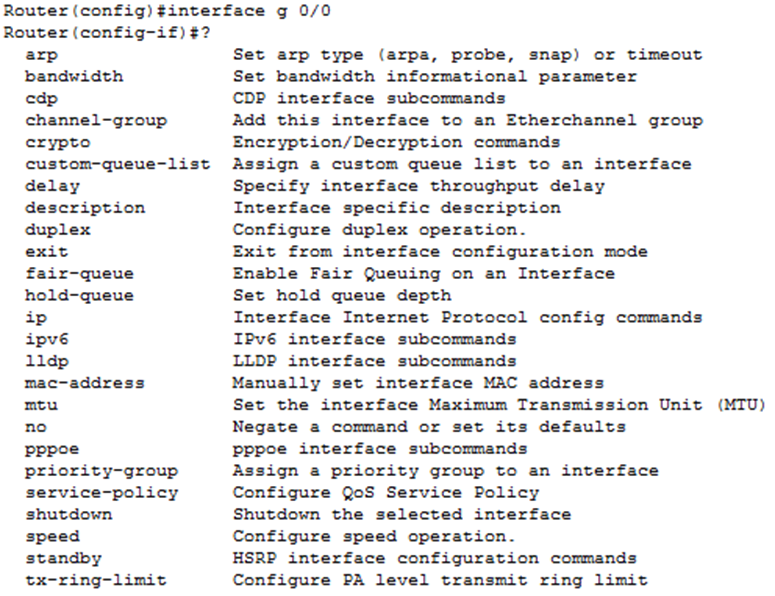 Router(config)#interface g 0/0
Router(config-if)#?
arp Set arp type (arpa, probe, snap) or timeout
bandwidth Set bandwidth informational parameter
cdp CDP interface subcommands
channel-group Add this interface to an Etherchannel group
crypto Encryption/Decryption commands
custom-queue-list Assign a custom queue list to an interface
delay Specify interface throughput delay
description Interface specific description
duplex Configure duplex operation.
exit Exit from interface configuration mode
fair-queue Enable Fair Queuing on an Interface
hold-queue Set hold queue depth
ip Interface Internet Protocol config commands
ipv6 IPv6 interface subcommands
lldp LLDP interface subcommands
mac-address Manually set interface MAC address
mtu Set the interface Maximum Transmission Unit (MTU)
no Negate a command or set its defaults
pppoe pppoe interface subcommands
priority-group Assign a priority group to an interface
service-policy Configure QoS Service Policy
shutdown Shutdown the selected interface
speed Configure speed operation.
standby HSRP interface configuration commands
tx-ring-limit Configure PA level transmit ring limit